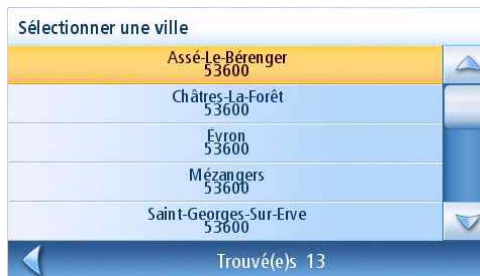 Sélectionner une ville
Assé-Le-Bérenger
53600
Châtres-La-Forêt
53600
Évron
53600
Mézangers
53600
Saint-Georges-Sur-Erve
53600
Trouvé(e)s 13